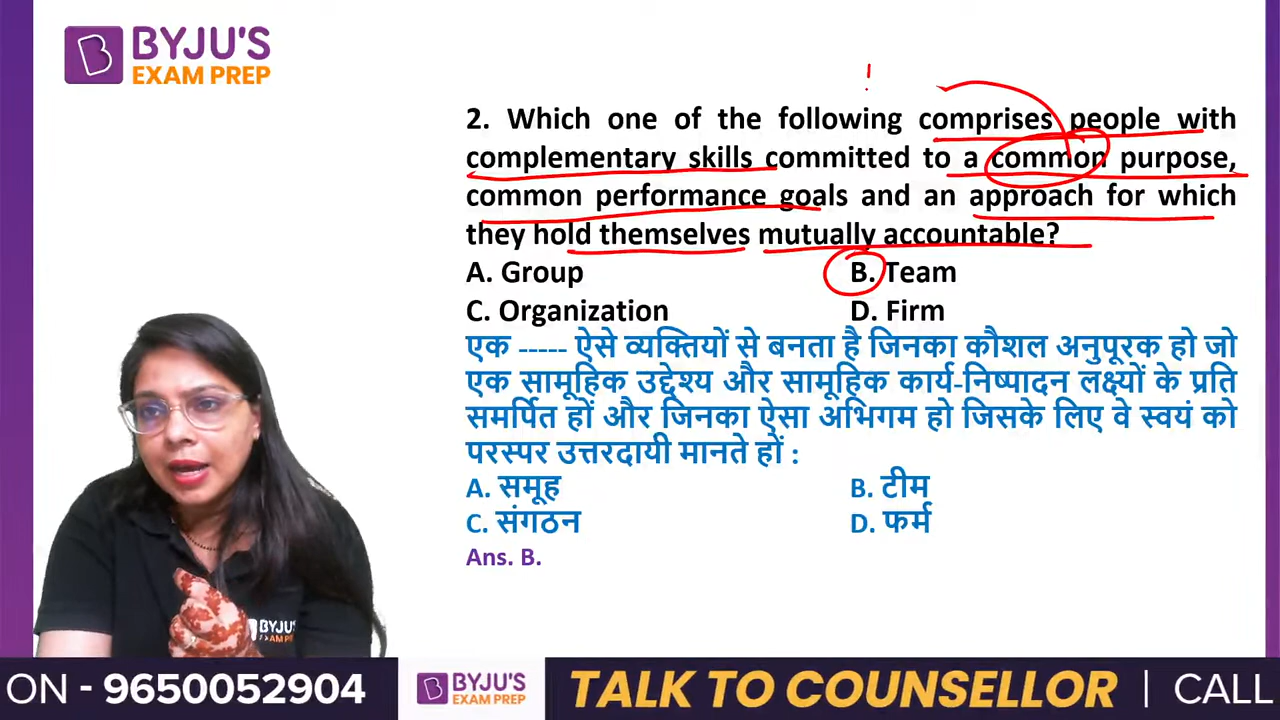 BYJU'S
EXAM PREP
2. Which one of the following comprises people with
complementary skills committed to a common purpose,
common performance goals and an approach for which
they hold themselves mutually accountable?
A. Group B. Team
C. Organization D. Firm
एक ----- ऐसे व्यक्तियों से बनता है जिनका कौशल अनुपूरक हो जो
एक सामूहिक उद्देश्य और सामूहिक कार्य-निष्पादन लक्ष्यों के प्रति
समर्पित हों और जिनका ऐसा अभिगम हो जिसके लिए वे स्वयं को
परस्पर उत्तरदायी मानते हों :
A. समूह B. टीम
C. संगठन D. फर्म
Ans. B.
BYJU'S
EXAM PREP
ON - 9650052904 BYJU'S EXAM PREP TALK TO COUNSELLOR | CALL